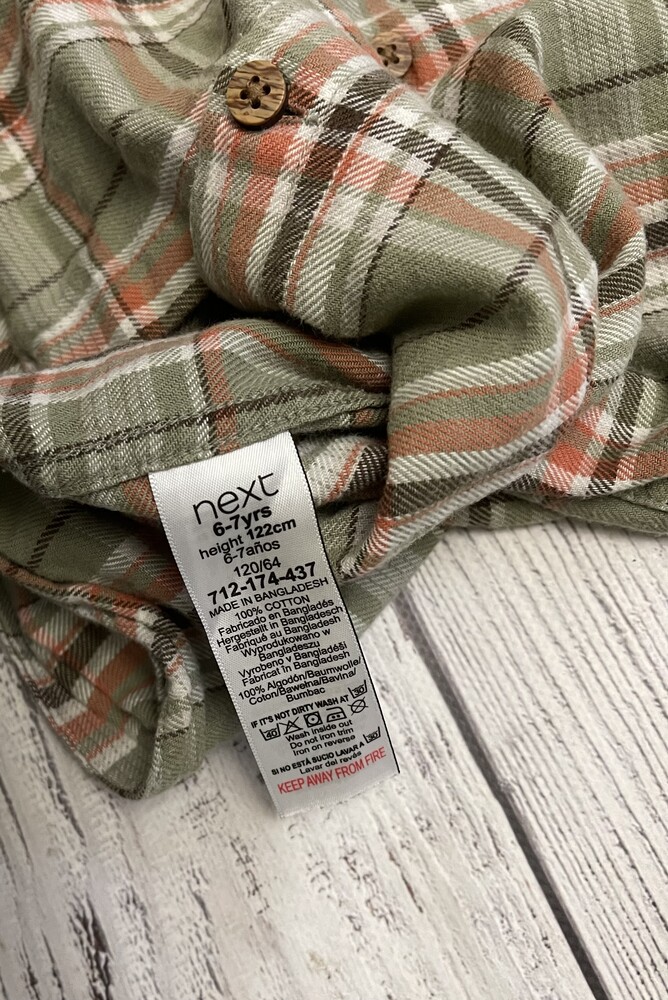 next
6-7yrs
height 122cm
6-7años
120/64
712-174-437
MADE IN BANGLADESH
100% COTTON
Fabricado en Bangladés
Hergestellt in Bangladesch
Fabriqué au Bangladesh
Wyprodukowano w
Bangladeszu
Vyrobeno v Bangladéši
Fabricat în Bangladesh
100% Algodón/Baumwolle/
Coton/Bawełna/Bavlna/
Bumbac
IF IT'S NOT DIRTY WASH AT 30
40
Wash inside out
Do not iron trim
Iron on reverse
SI NO ESTÁ SUCIO LAVAR A 30
Lavar del revés
KEEP AWAY FROM FIRE